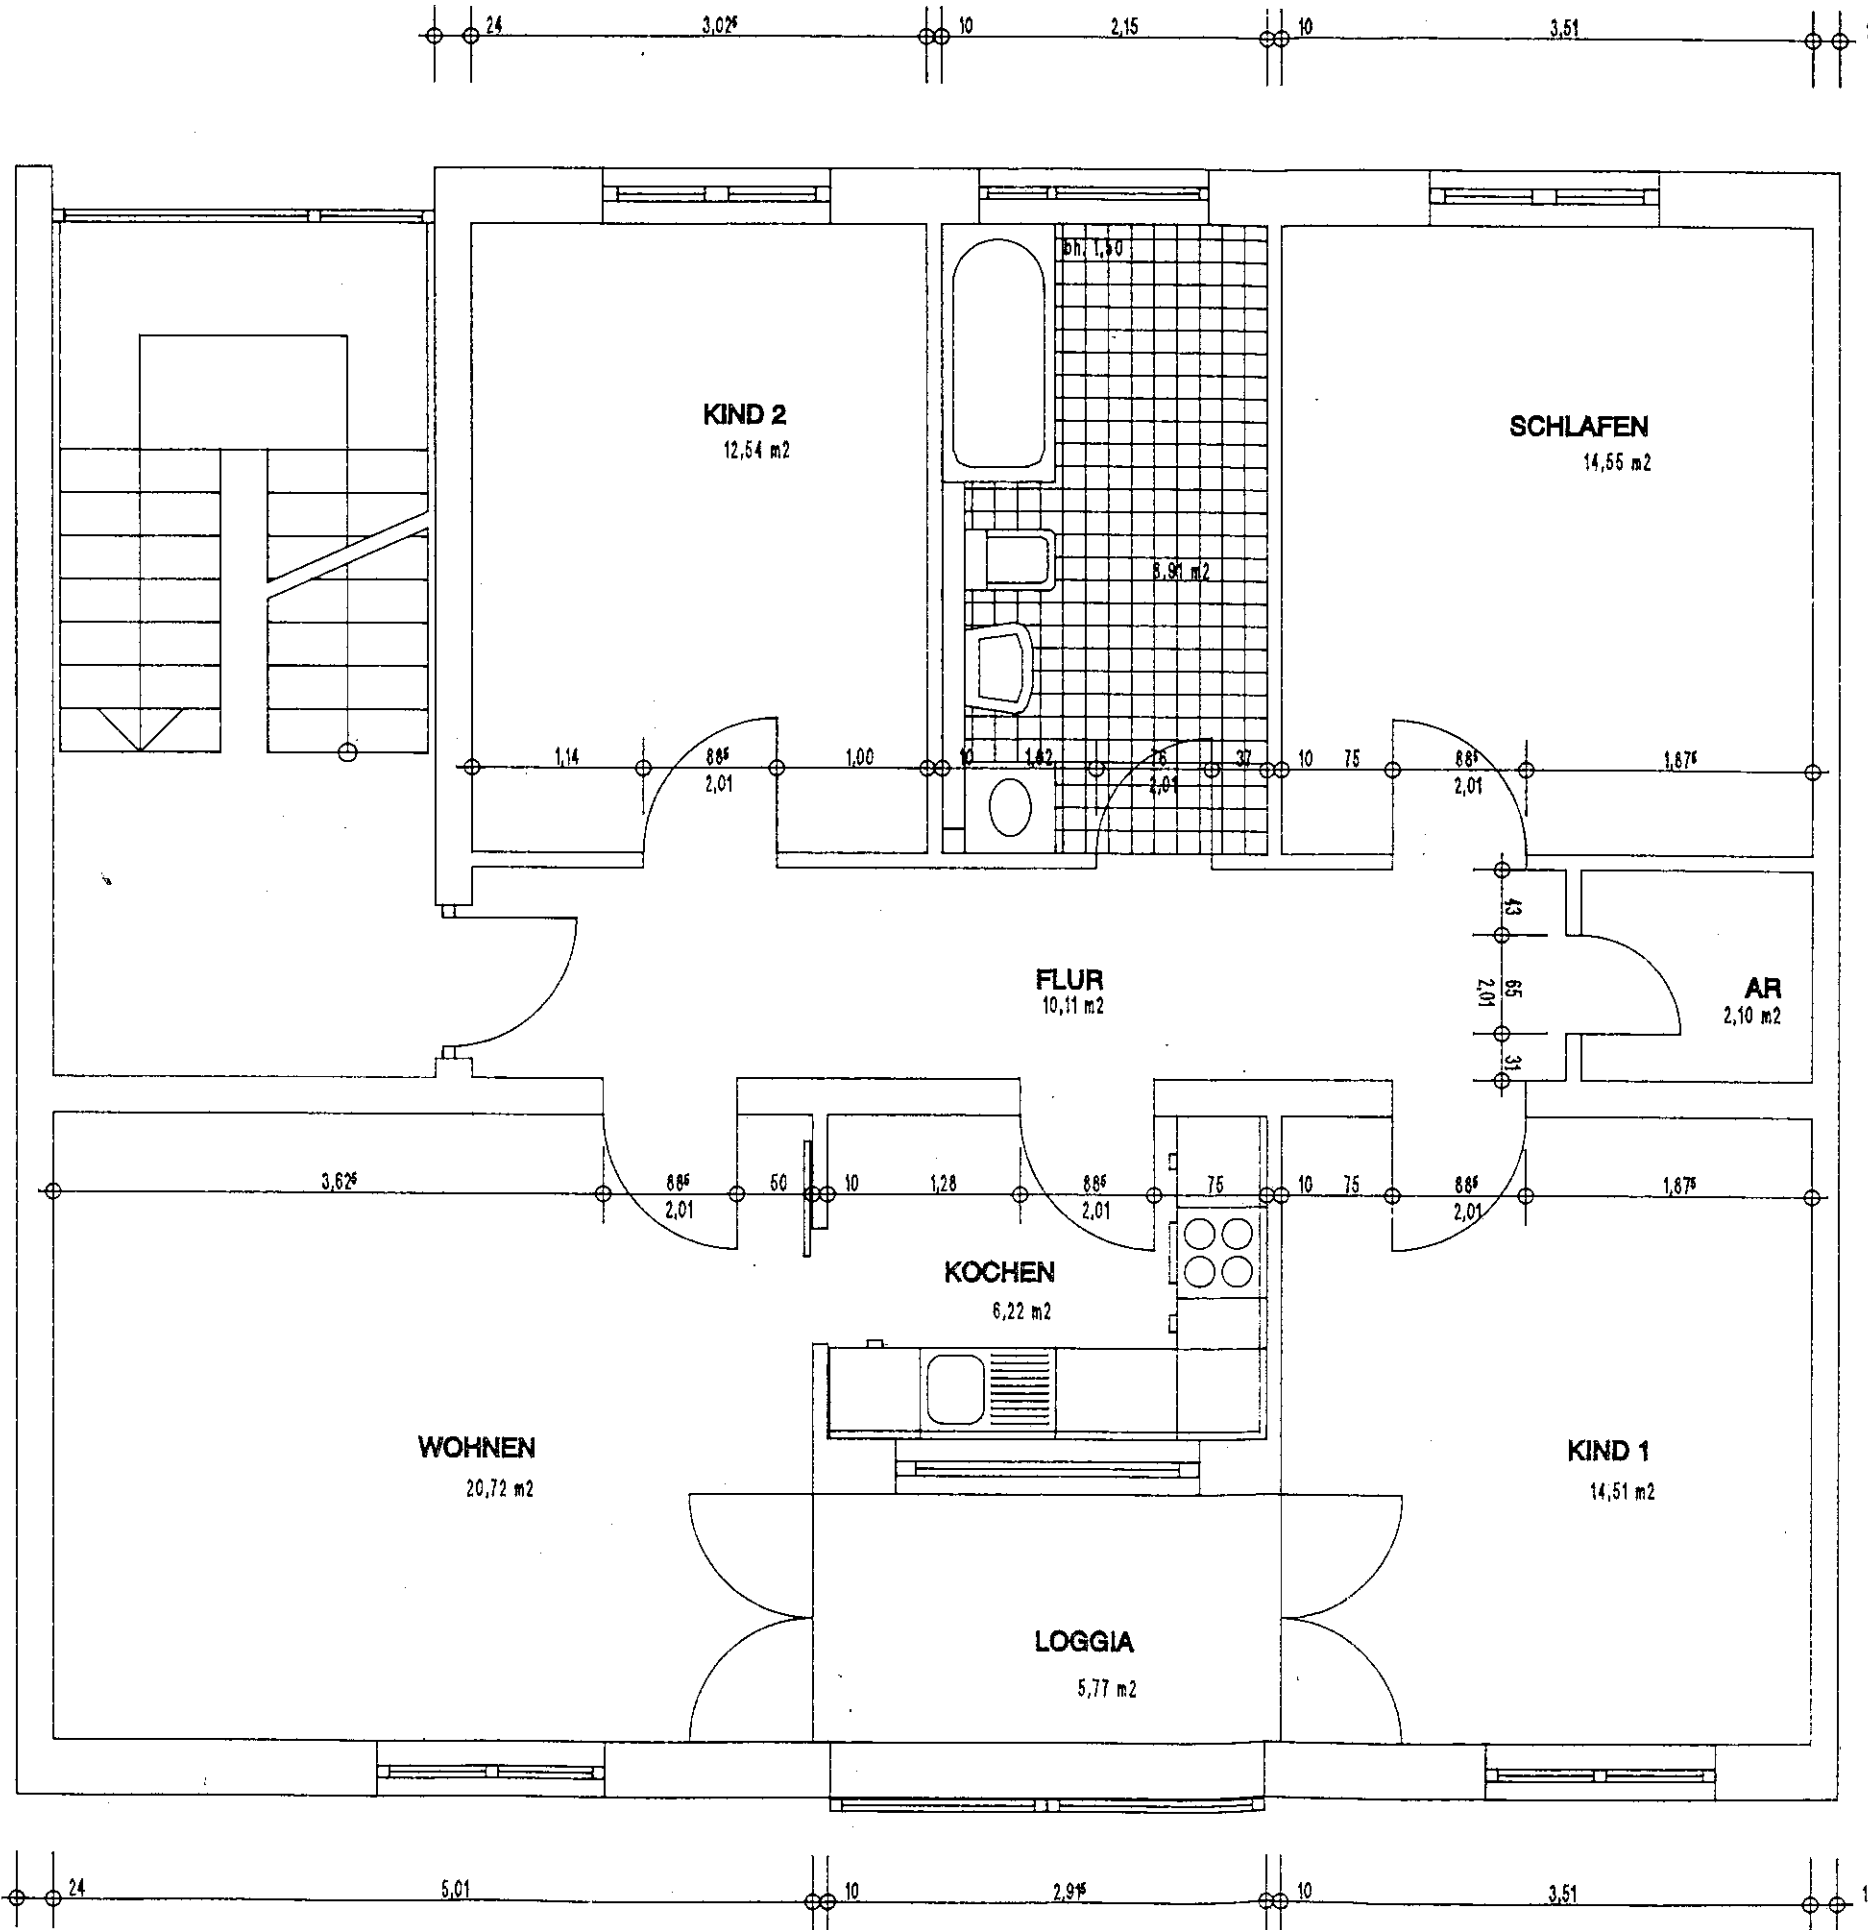 24 3,02⁵ 10 2,15 10 3,51
bh. 1,50
KIND 2
12,54 m2
SCHLAFEN
14,55 m2
8,91 m2
1,14 88⁵ 1,00 10 1,02 76 37 10 75 88⁵ 1,87⁵
2,01 2,01 2,01
43
65
2,01
31
FLUR
10,11 m2
AR
2,10 m2
3,62⁵ 88⁵ 50 10 1,28 88⁵ 75 10 75 88⁵ 1,87⁵
2,01 2,01 2,01
KOCHEN
6,22 m2
WOHNEN
20,72 m2
KIND 1
14,51 m2
LOGGIA
5,77 m2
24 5,01 10 2,91⁵ 10 3,51